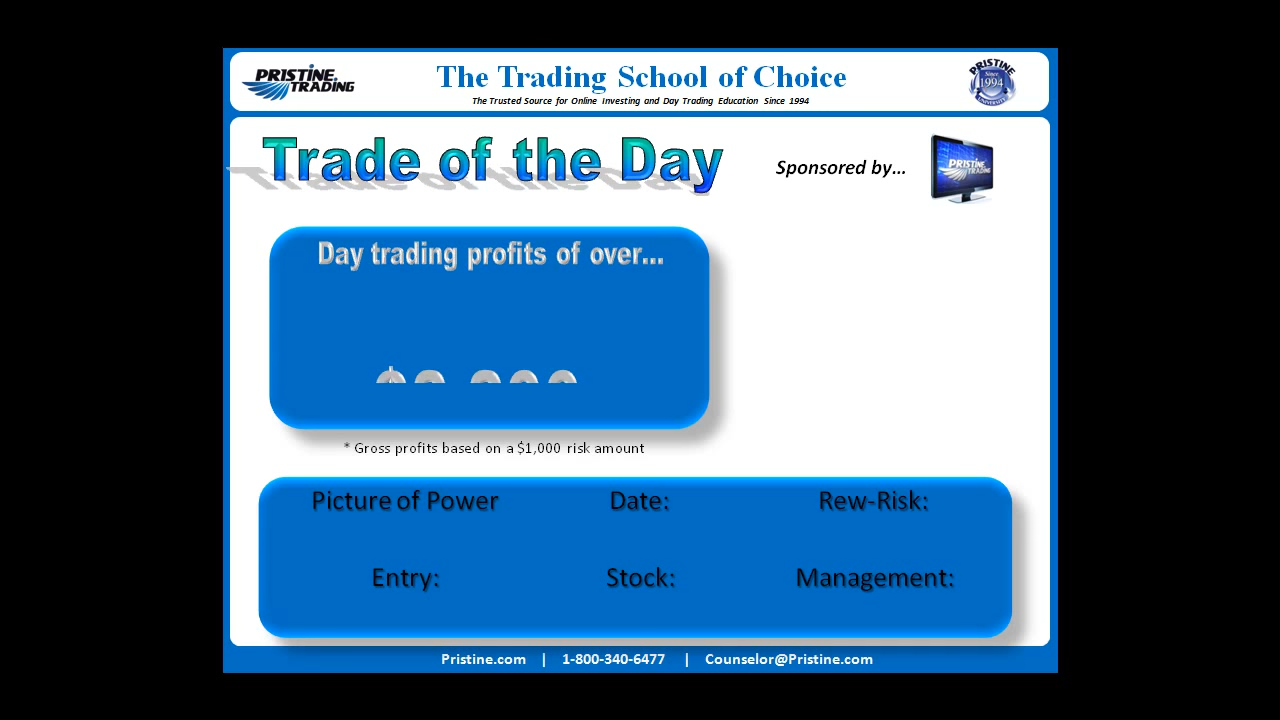 PRISTINE TRADING
The Trading School of Choice
The Trusted Source for Online Investing and Day Trading Education Since 1994
PRISTINE
Since
1994
UNIVERSITY
Trade of the Day
Sponsored by...
PRISTINE TRADING
Day trading profits of over...
* Gross profits based on a $1,000 risk amount
Picture of Power Date: Rew-Risk:
Entry: Stock: Management:
Pristine.com | 1-800-340-6477 | Counselor@Pristine.com